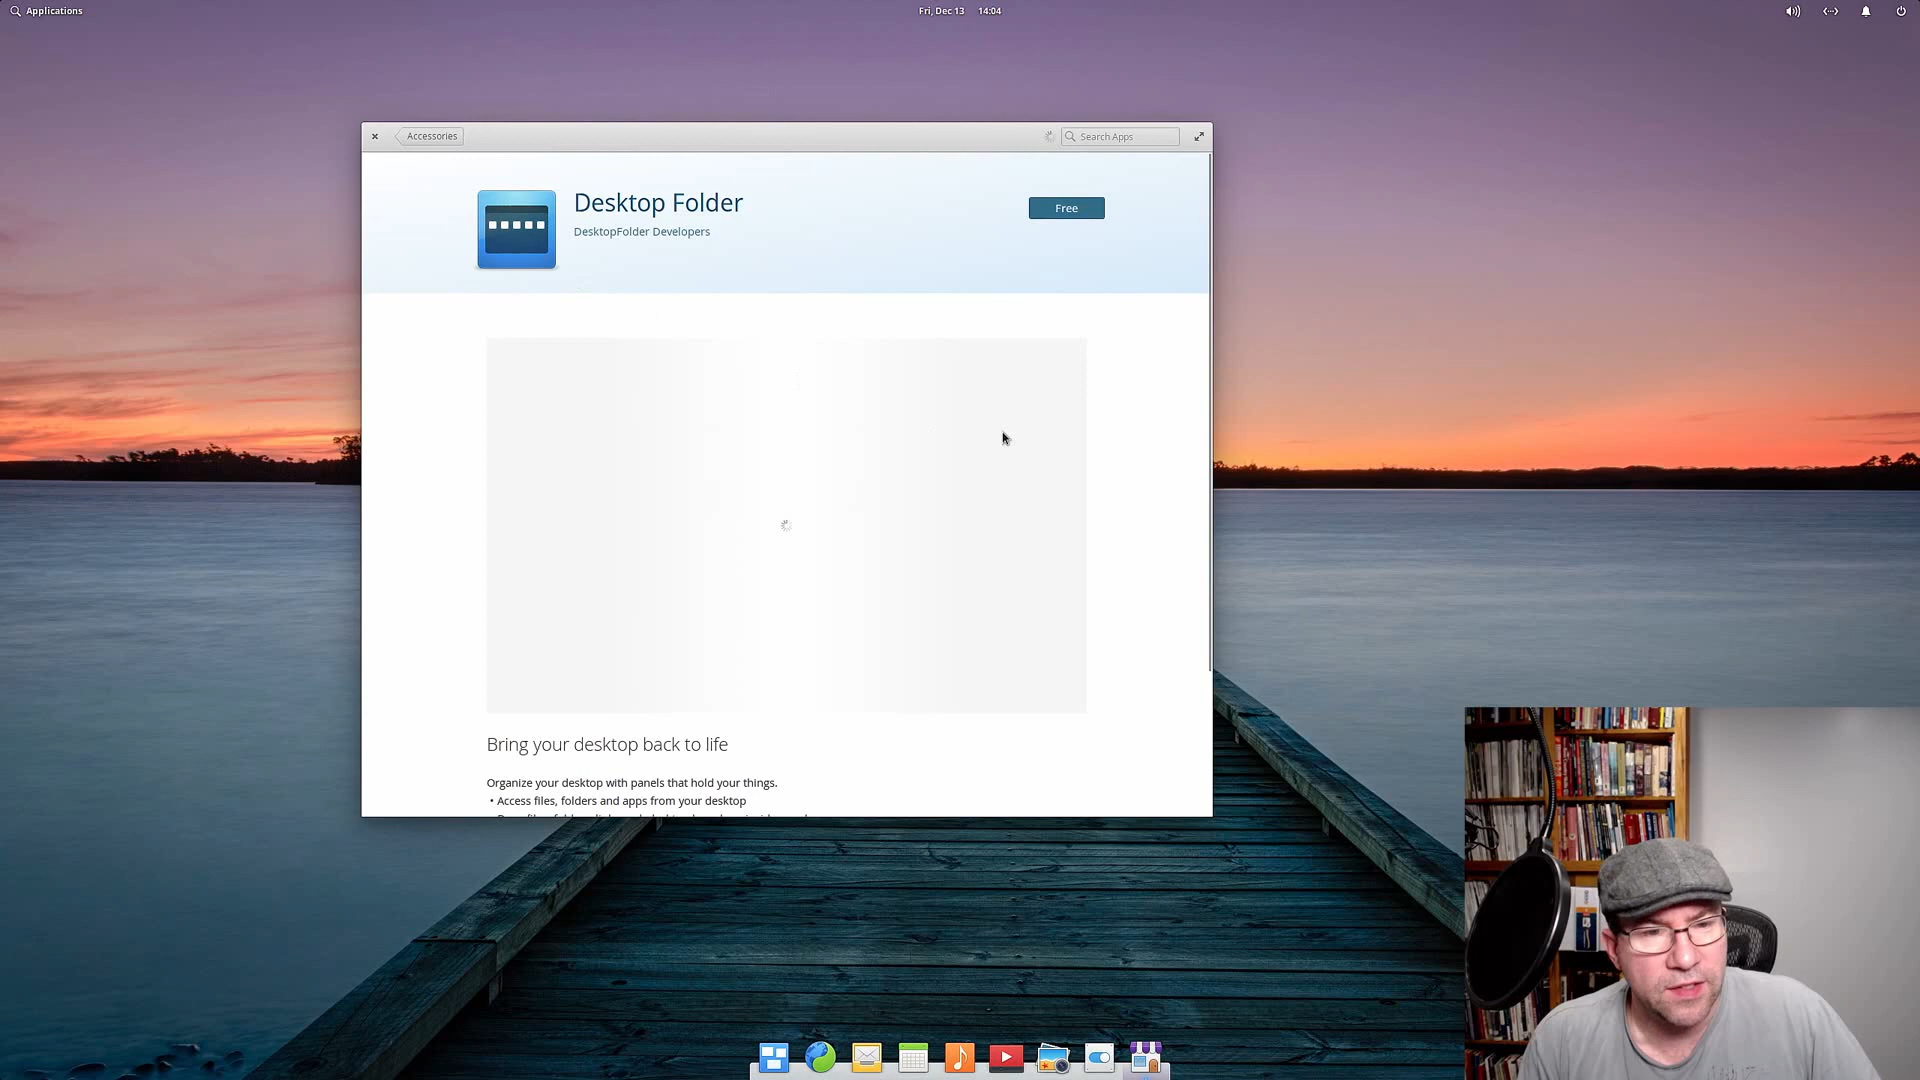 Applications
Fri, Dec 13 14:04
Accessories
Search Apps
Desktop Folder
Free
DesktopFolder Developers
Bring your desktop back to life
Organize your desktop with panels that hold your things.
• Access files, folders and apps from your desktop